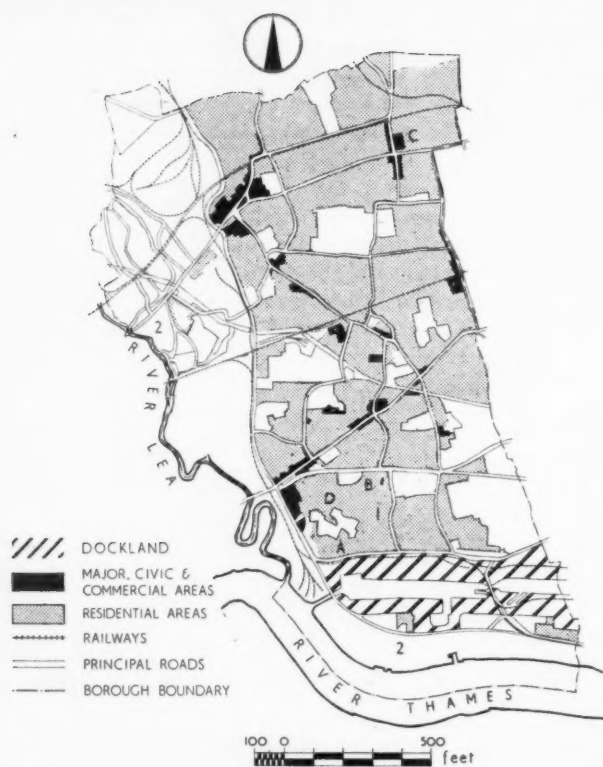 C
2
RIVER
LEA
D
B
1
A
2
RIVER THAMES
DOCKLAND
MAJOR, CIVIC &
COMMERCIAL AREAS
RESIDENTIAL AREAS
RAILWAYS
PRINCIPAL ROADS
BOROUGH BOUNDARY
100 0 500
feet